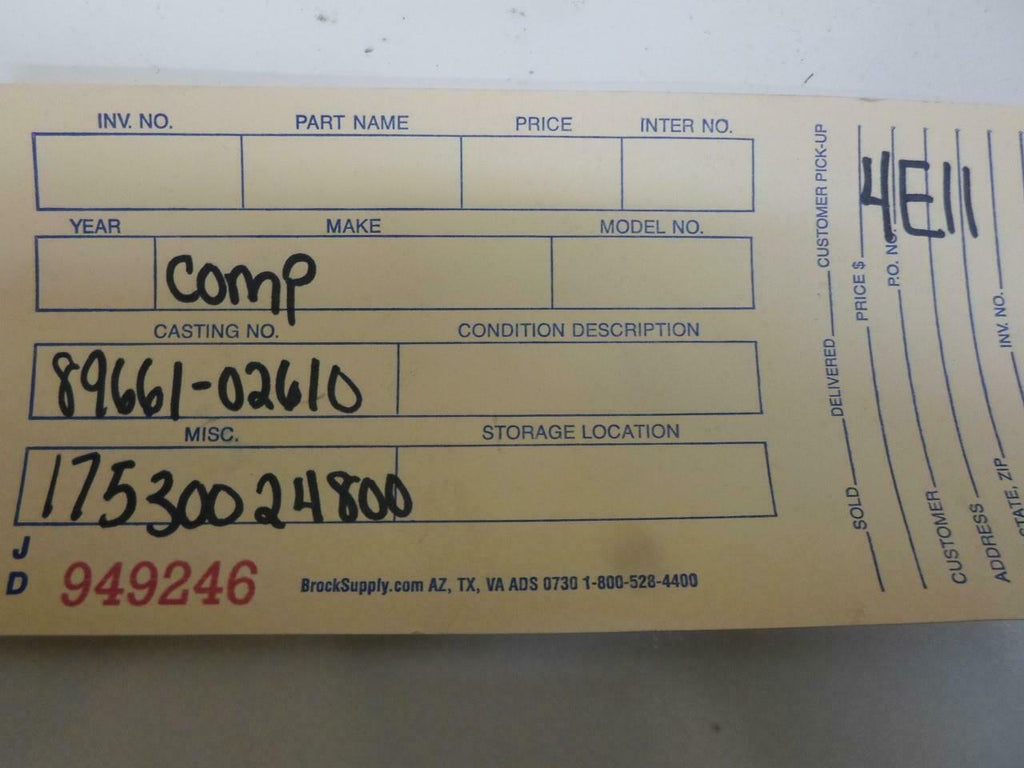 INV. NO. PART NAME PRICE INTER NO.
YEAR MAKE MODEL NO.
comp
CASTING NO. CONDITION DESCRIPTION
89661-02610
MISC. STORAGE LOCATION
17530024800
J
D
949246
BrockSupply.com AZ, TX, VA ADS 0730 1-800-528-4400
SOLD DELIVERED CUSTOMER PICK-UP
PRICE $
P.O. NO.
4E11
CUSTOMER
ADDRESS
STATE, ZIP INV. NO.